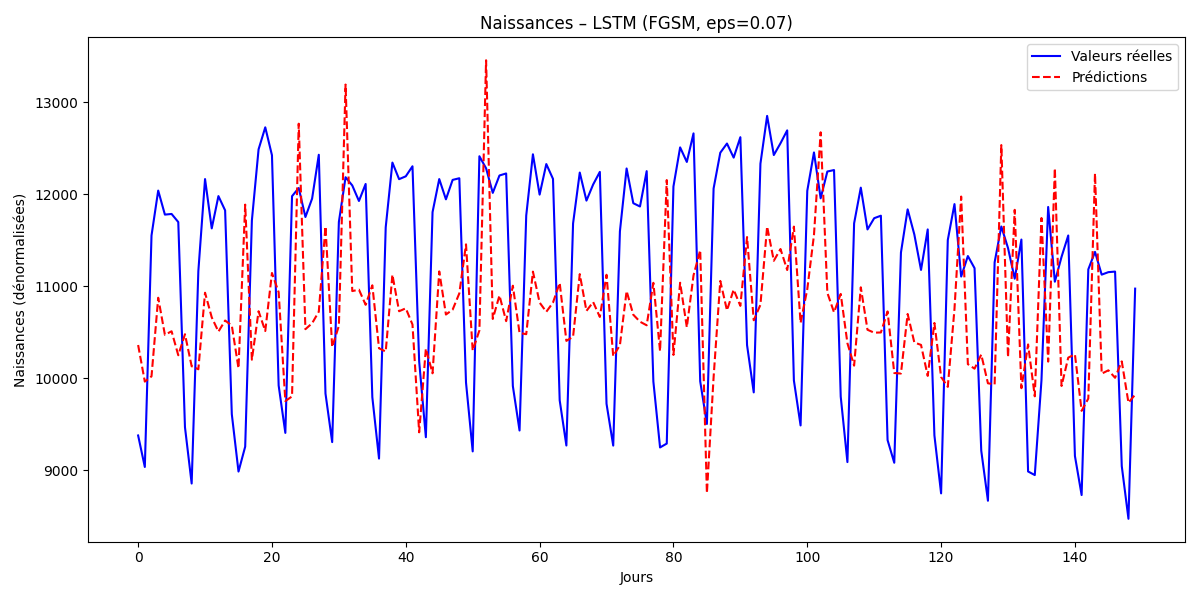 Naissances – LSTM (FGSM, eps=0.07)
Valeurs réelles
Prédictions
Naissances (dénormalisées)
13000
12000
11000
10000
9000
0 20 40 60 80 100 120 140
Jours